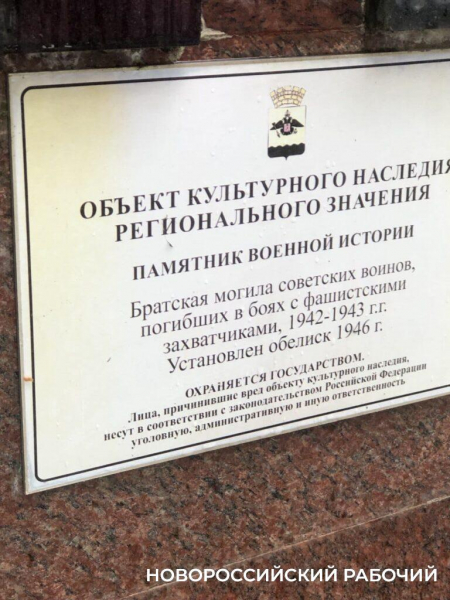 ОБЪЕКТ КУЛЬТУРНОГО НАСЛЕДИЯ
РЕГИОНАЛЬНОГО ЗНАЧЕНИЯ
ПАМЯТНИК ВОЕННОЙ ИСТОРИИ
Братская могила советских воинов,
погибших в боях с фашистскими
захватчиками, 1942-1943 г.г.
Установлен обелиск 1946 г.
ОХРАНЯЕТСЯ ГОСУДАРСТВОМ.
Лица, причинившие вред объекту культурного наследия,
несут в соответствии с законодательством Российской Федерации
уголовную, административную и иную ответственность
НОВОРОССИЙСКИЙ РАБОЧИЙ